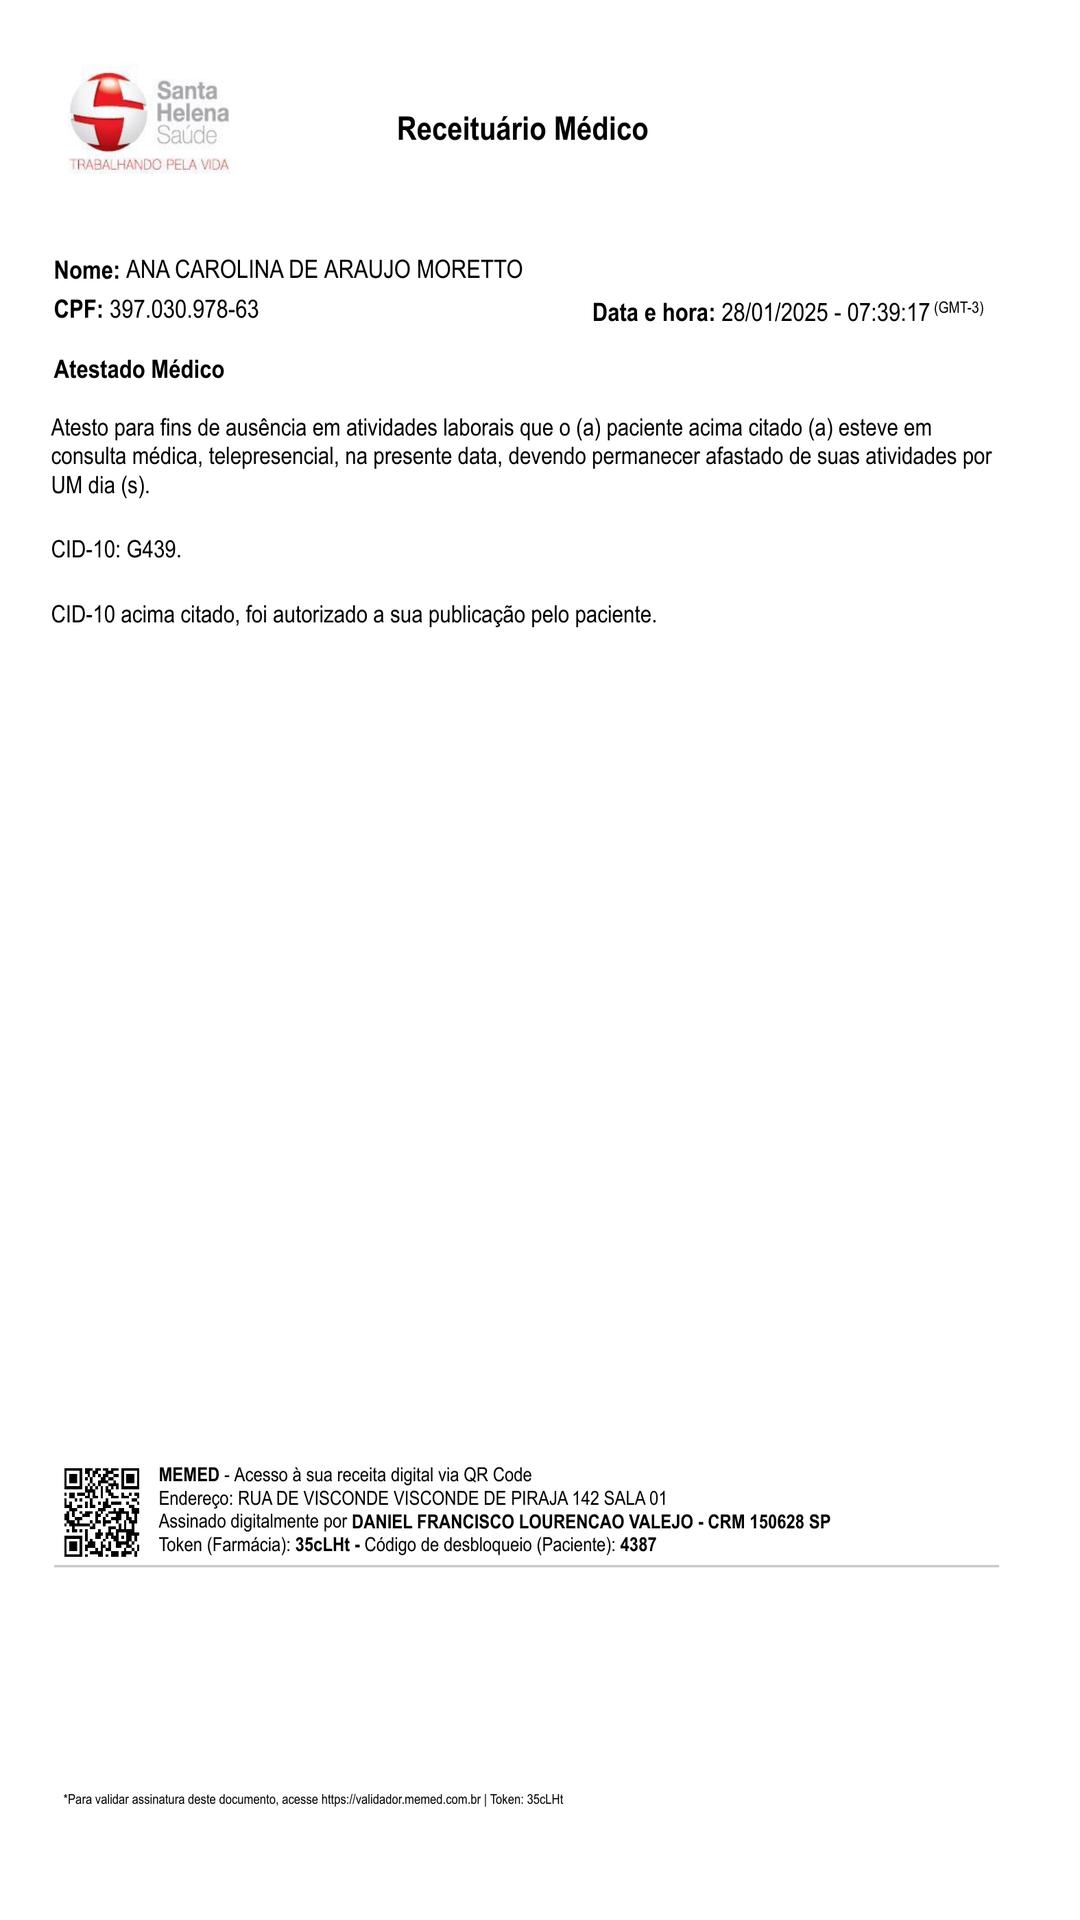 Santa
Helena
Saúde
TRABALHANDO PELA VIDA
Receituário Médico
Nome: ANA CAROLINA DE ARAUJO MORETTO
CPF: 397.030.978-63
Data e hora: 28/01/2025 - 07:39:17 (GMT-3)
Atestado Médico
Atesto para fins de ausência em atividades laborais que o (a) paciente acima citado (a) esteve em
consulta médica, telepresencial, na presente data, devendo permanecer afastado de suas atividades por
UM dia (s).
CID-10: G439.
CID-10 acima citado, foi autorizado a sua publicação pelo paciente.
MEMED - Acesso à sua receita digital via QR Code
Endereço: RUA DE VISCONDE VISCONDE DE PIRAJA 142 SALA 01
Assinado digitalmente por DANIEL FRANCISCO LOURENCAO VALEJO - CRM 150628 SP
Token (Farmácia): 35cLHt - Código de desbloqueio (Paciente): 4387
*Para validar assinatura deste documento, acesse https://validador.memed.com.br | Token: 35cLHt